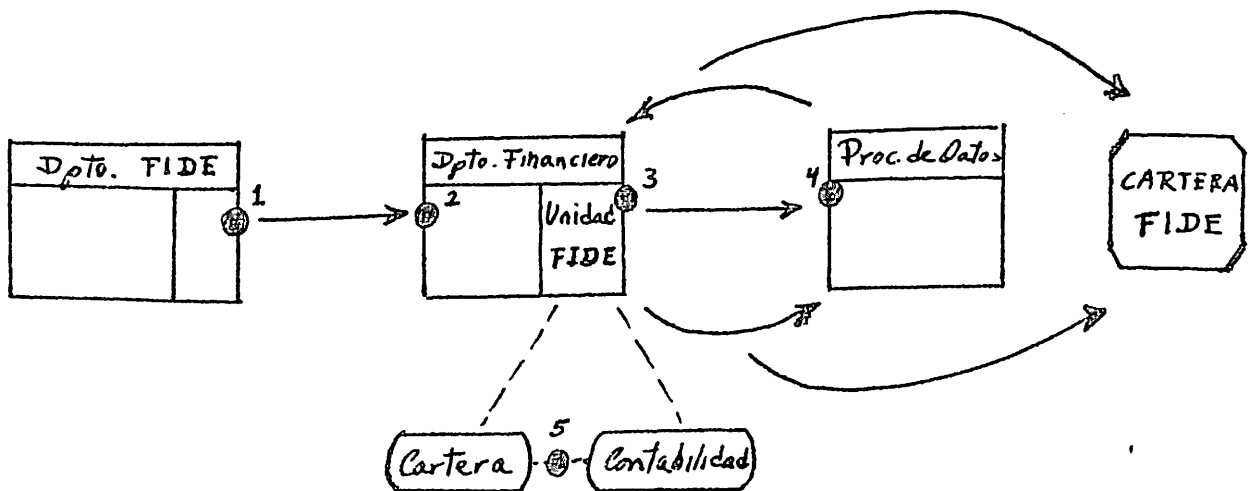 Dpto. FIDE
1
Dpto. Financiero
2
Unidad
FIDE
3
Proc. de Datos
4
CARTERA
FIDE
5
Cartera
Contabilidad